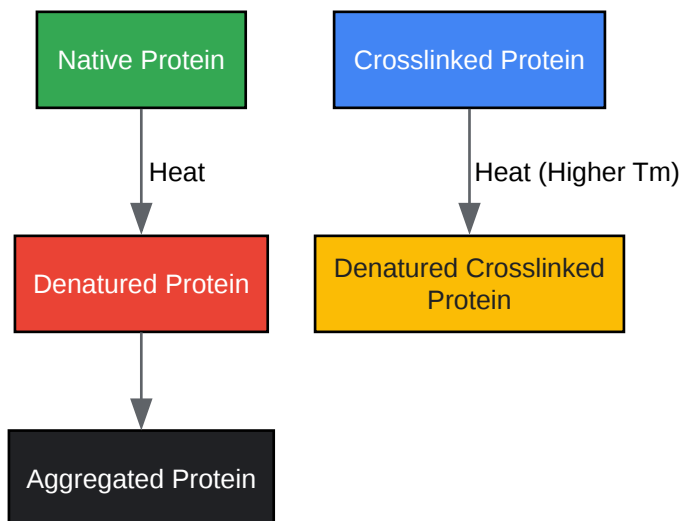 Native Protein
Crosslinked Protein
Heat
Heat (Higher Tm)
Denatured Protein
Denatured Crosslinked
Protein
Aggregated Protein